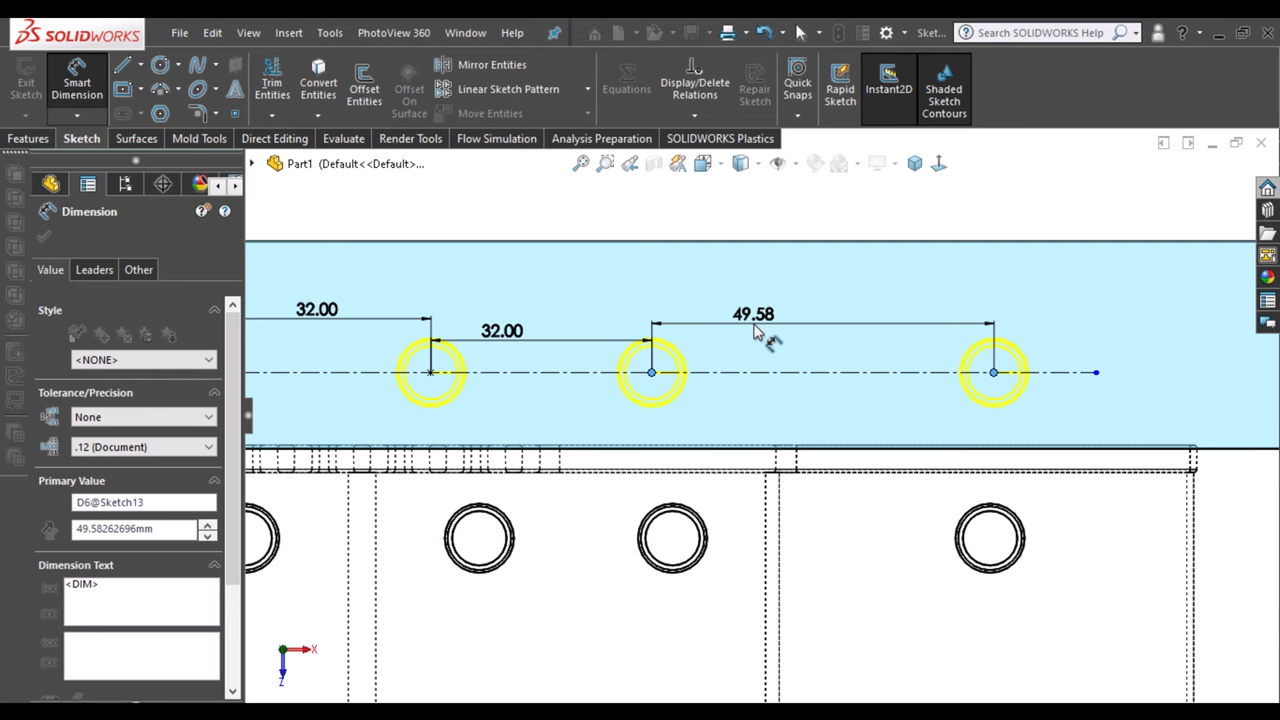 SOLIDWORKS
File Edit View Insert Tools PhotoView 360 Window Help
Sket...
Search SOLIDWORKS Help
Exit Sketch
Smart Dimension
Trim Entities
Convert Entities
Offset Entities
Offset On Surface
Mirror Entities
Linear Sketch Pattern
Move Entities
Equations
Display/Delete Relations
Repair Sketch
Quick Snaps
Rapid Sketch
Instant2D
Shaded Sketch Contours
Features Sketch Surfaces Mold Tools Direct Editing Evaluate Render Tools Flow Simulation Analysis Preparation SOLIDWORKS Plastics
Part1 (Default<<Default>...
Dimension
Value Leaders Other
Style
<NONE>
Tolerance/Precision
None
.12 (Document)
Primary Value
D6@Sketch13
49.58262696mm
Dimension Text
<DIM>
32.00
32.00
49.58
X
Z